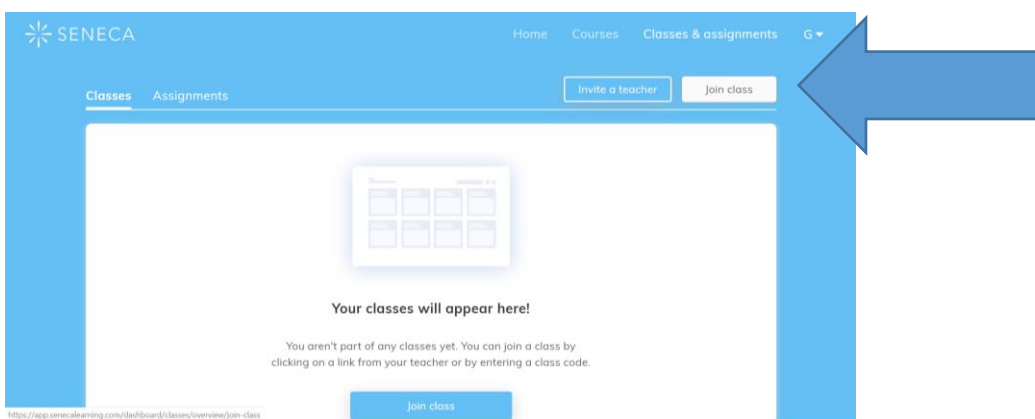 SENECA
Home Courses Classes & assignments G
Classes Assignments
Invite a teacher Join class
Your classes will appear here!
You aren't part of any classes yet. You can join a class by
clicking on a link from your teacher or by entering a class code.
Join class
https://app.senecalearning.com/dashboard/classes/overview/join-class